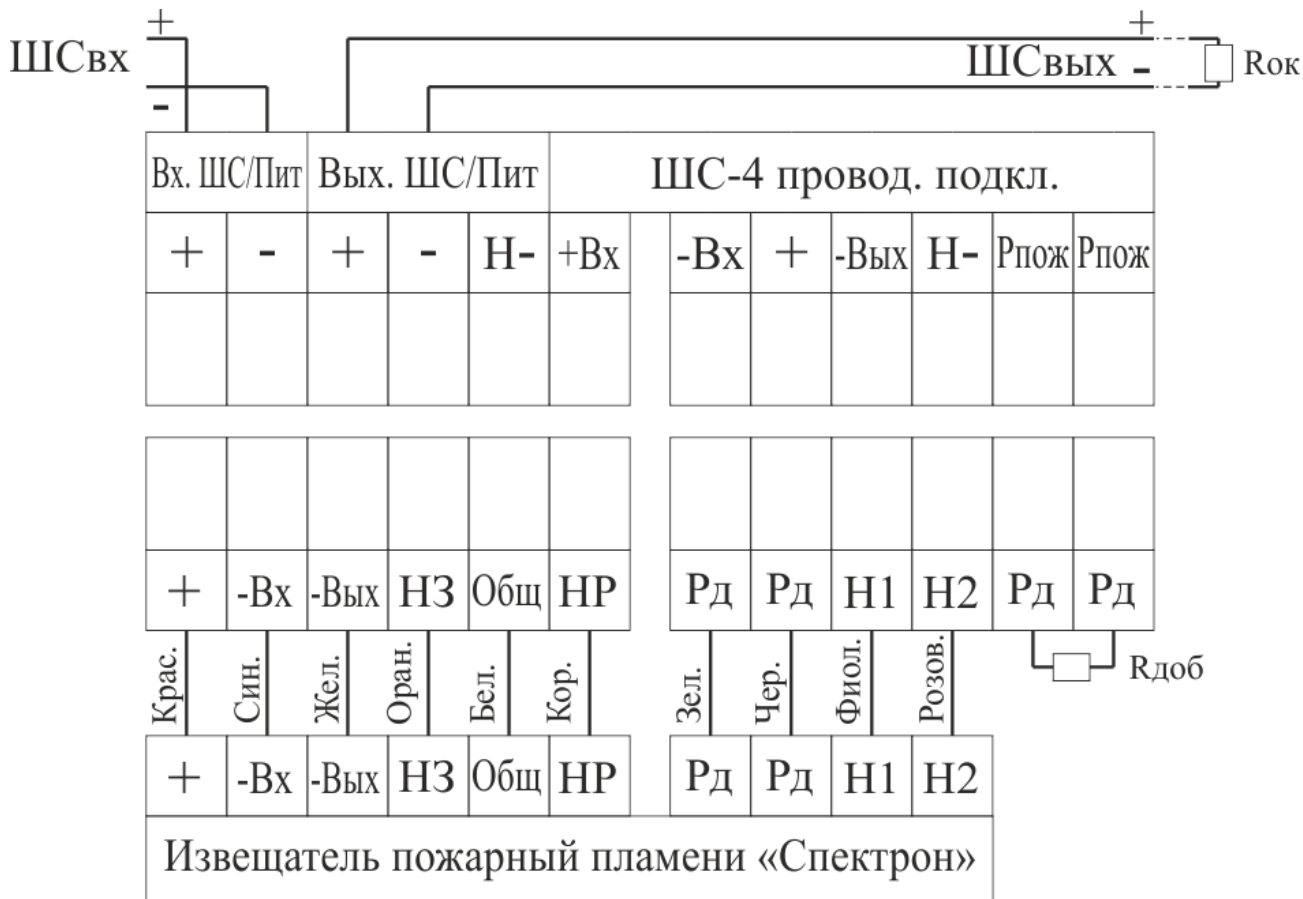 + +
ШСвх ШСвых - Rок
-
Вх. ШС/Пит Вых. ШС/Пит ШС-4 провод. подкл.
+ - + - Н- +Вх -Вх + -Вых Н- Рпож Рпож
+ -Вх -Вых НЗ Общ НР Рд Рд Н1 Н2 Рд Рд
Крас. Син. Жел. Оран. Бел. Кор. Зел. Чер. Фиол. Розов. Rдоб
+ -Вх -Вых НЗ Общ НР Рд Рд Н1 Н2
Извещатель пожарный пламени «Спектрон»